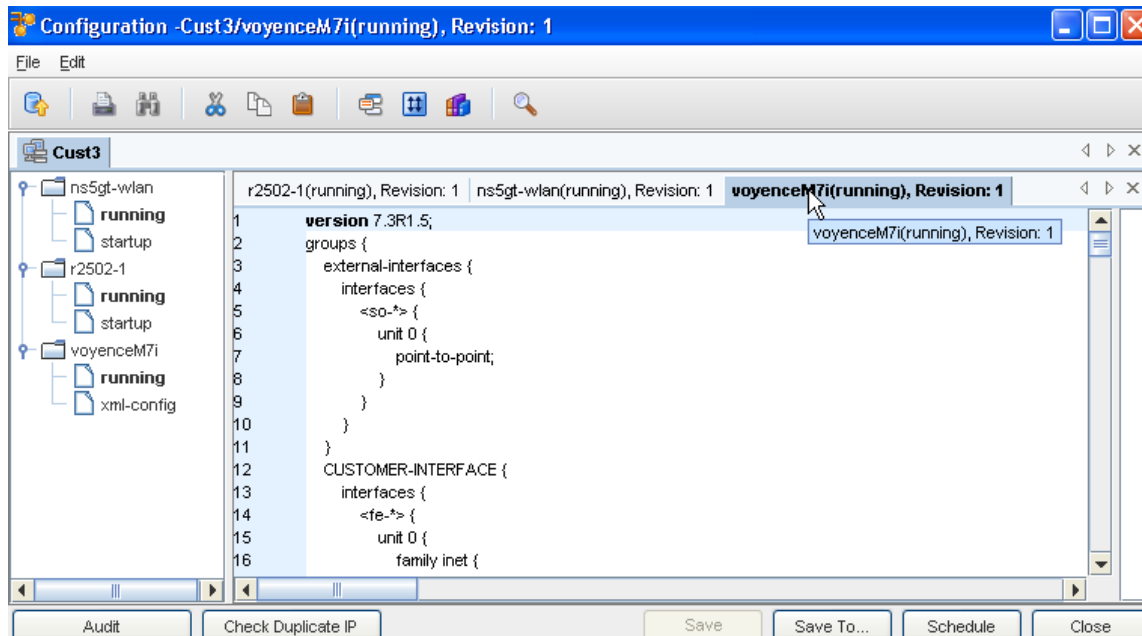 Configuration -Cust3/voyenceM7i(running), Revision: 1
File Edit
Cust3
ns5gt-wlan
running
startup
r2502-1
running
startup
voyenceM7i
running
xml-config
r2502-1(running), Revision: 1 ns5gt-wlan(running), Revision: 1 voyenceM7i(running), Revision: 1
voyenceM7i(running), Revision: 1
1 version 7.3R1.5;
2 groups {
3 external-interfaces {
4 interfaces {
5 <so-*> {
6 unit 0 {
7 point-to-point;
8 }
9 }
10 }
11 }
12 CUSTOMER-INTERFACE {
13 interfaces {
14 <fe-*> {
15 unit 0 {
16 family inet {
Audit Check Duplicate IP Save Save To... Schedule Close